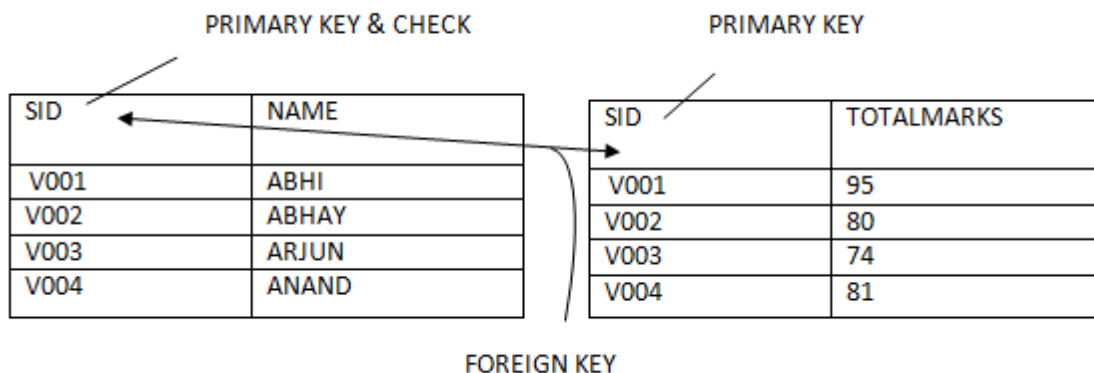 PRIMARY KEY & CHECK
PRIMARY KEY
SID NAME
V001 ABHI
V002 ABHAY
V003 ARJUN
V004 ANAND
SID TOTALMARKS
V001 95
V002 80
V003 74
V004 81
FOREIGN KEY